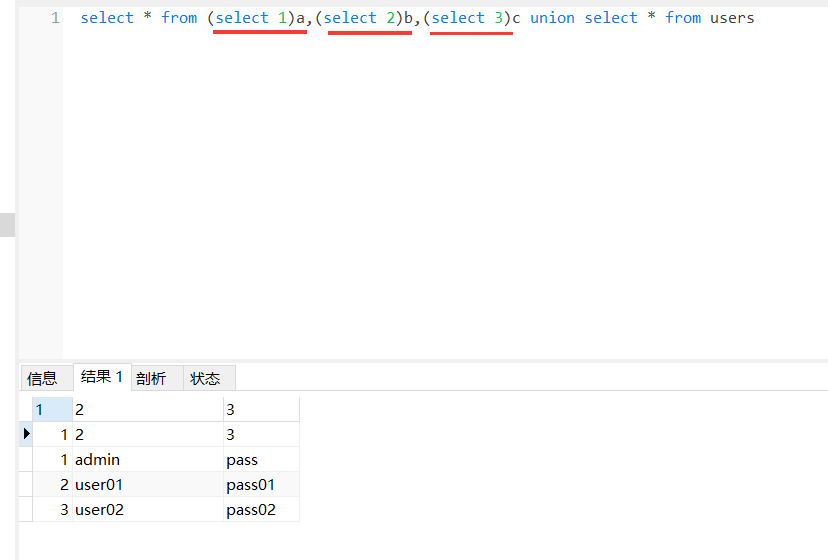 1 select * from (select 1)a,(select 2)b,(select 3)c union select * from users
信息 结果 1 剖析 状态
1 2 3
1 2 3
1 admin pass
2 user01 pass01
3 user02 pass02